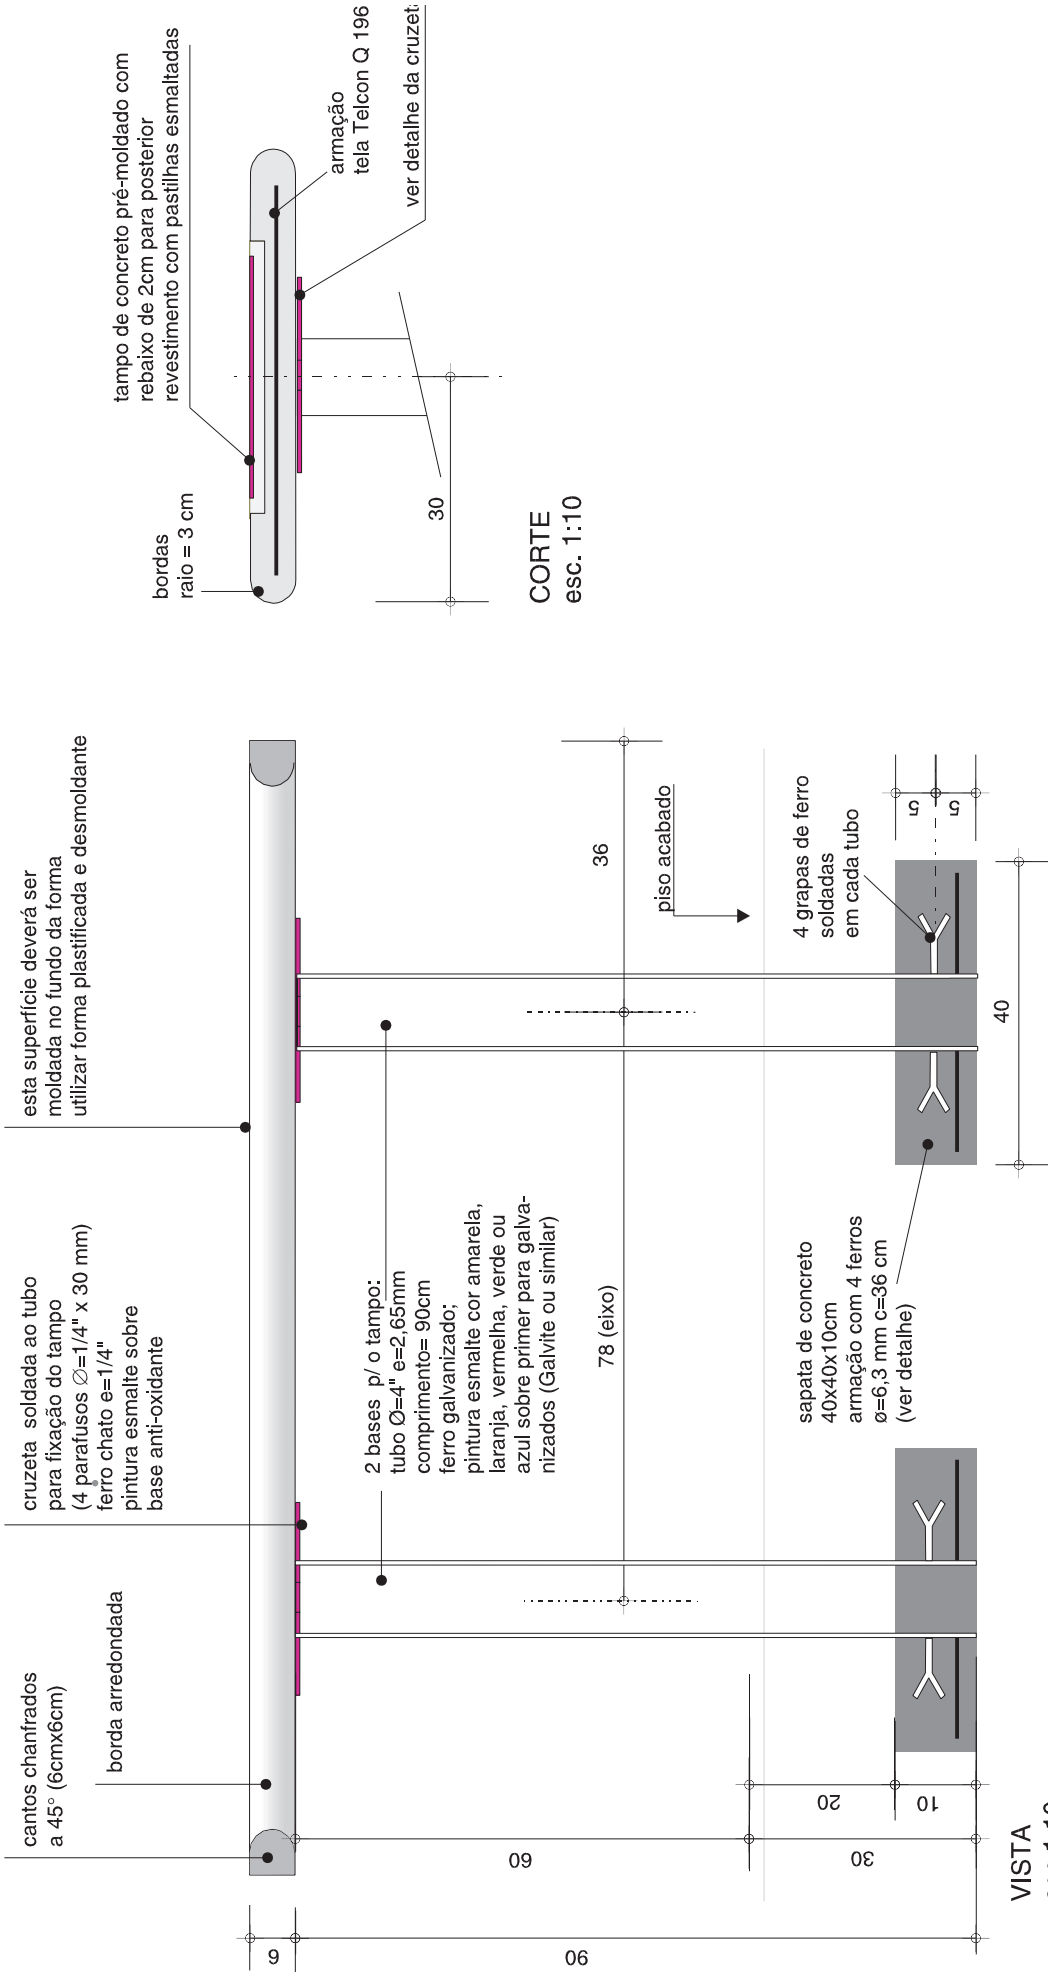 cantos chanfrados
a 45° (6cmx6cm)
borda arredondada
cruzeta soldada ao tubo
para fixação do tampo
(4 parafusos Ø=1/4" x 30 mm)
ferro chato e=1/4"
pintura esmalte sobre
base anti-oxidante
esta superfície deverá ser
moldada no fundo da forma
utilizar forma plastificada e desmoldante
2 bases p/ o tampo:
tubo Ø=4" e=2,65mm
comprimento= 90cm
ferro galvanizado;
pintura esmalte cor amarela,
laranja, vermelha, verde ou
azul sobre primer para galva-
nizados (Galvite ou similar)
78 (eixo)
36
piso acabado
4 grapas de ferro
soldadas
em cada tubo
sapata de concreto
40x40x10cm
armação com 4 ferros
ø=6,3 mm c=36 cm
(ver detalhe)
6
90
60
30
20
10
5
5
40
VISTA
bordas
raio = 3 cm
tampo de concreto pré-moldado com
rebaixo de 2cm para posterior
revestimento com pastilhas esmaltadas
armação
tela Telcon Q 196
ver detalhe da
30
CORTE
esc. 1:10